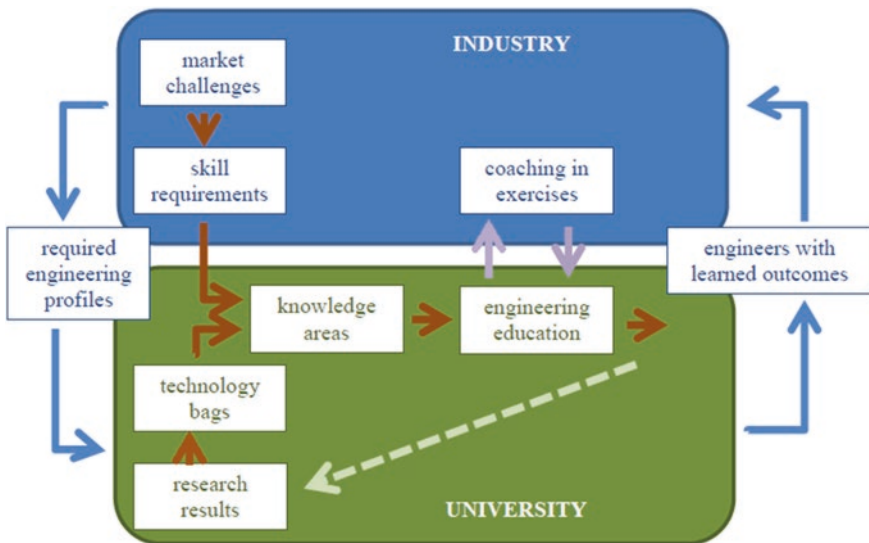 INDUSTRY
market
challenges
skill
requirements
coaching in
exercises
required
engineering
profiles
engineers with
learned outcomes
knowledge
areas
engineering
education
technology
bags
research
results
UNIVERSITY